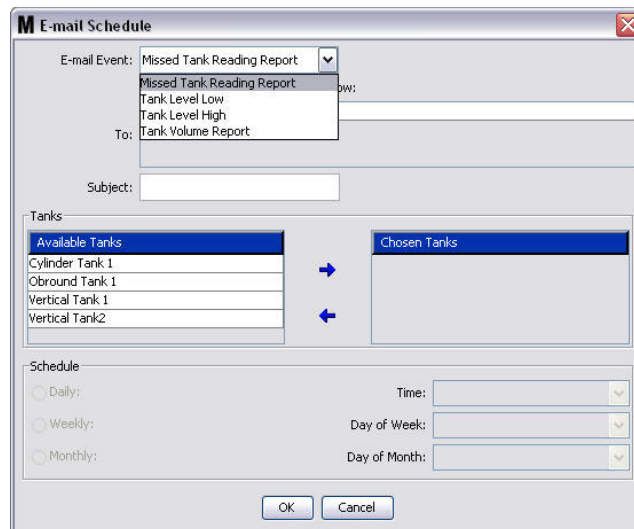 M E-mail Schedule
E-mail Event: Missed Tank Reading Report
Missed Tank Reading Report
Tank Level Low
Tank Level High
Tank Volume Report
To:
Subject:
Tanks
Available Tanks
Chosen Tanks
Cylinder Tank 1
Obround Tank 1
Vertical Tank 1
Vertical Tank2
Schedule
Daily: Time:
Weekly: Day of Week:
Monthly: Day of Month:
OK Cancel